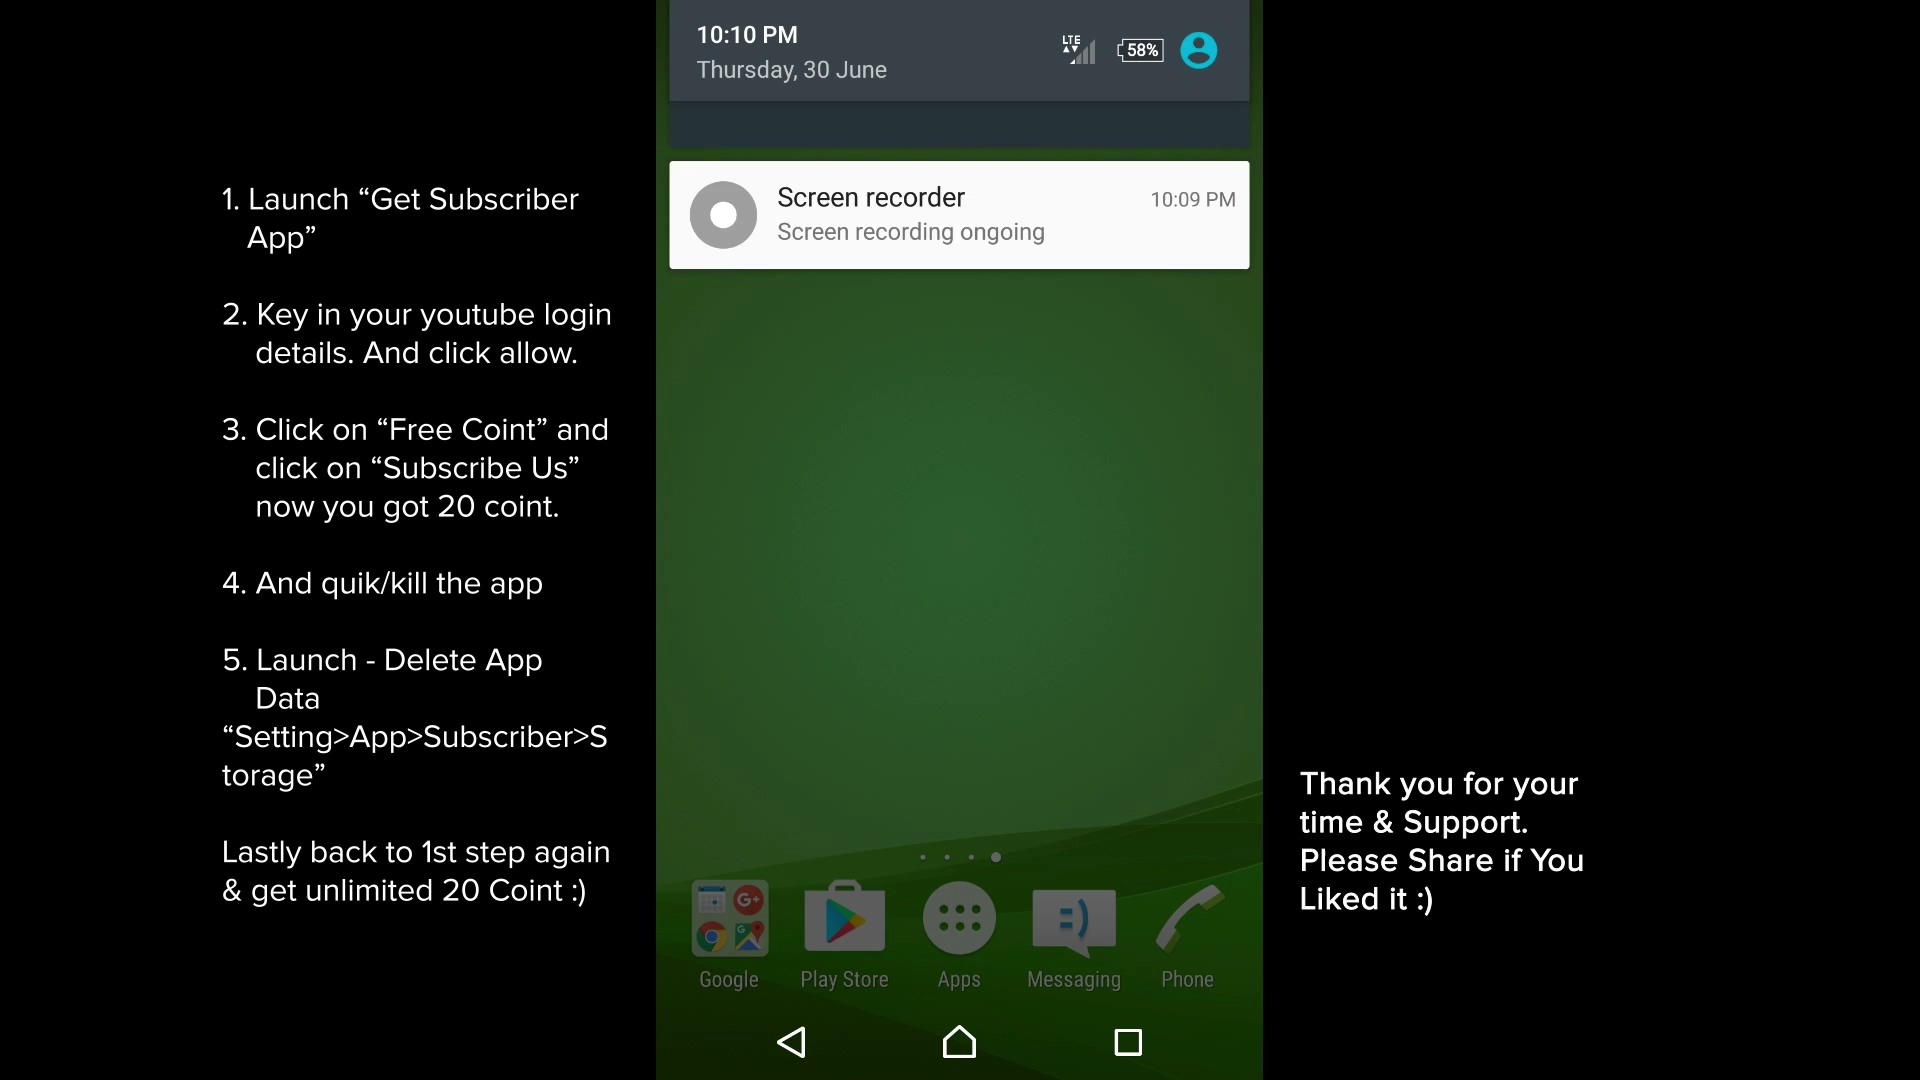 1. Launch “Get Subscriber
App”
2. Key in your youtube login
details. And click allow.
3. Click on “Free Coint” and
click on “Subscribe Us”
now you got 20 coint.
4. And quik/kill the app
5. Launch - Delete App
Data
“Setting>App>Subscriber>S
torage”
Lastly back to 1st step again
& get unlimited 20 Coint :)
10:10 PM
Thursday, 30 June
LTE
58%
Screen recorder
10:09 PM
Screen recording ongoing
G+
G
=)
Google
Play Store
Apps
Messaging
Phone
Thank you for your
time & Support.
Please Share if You
Liked it :)